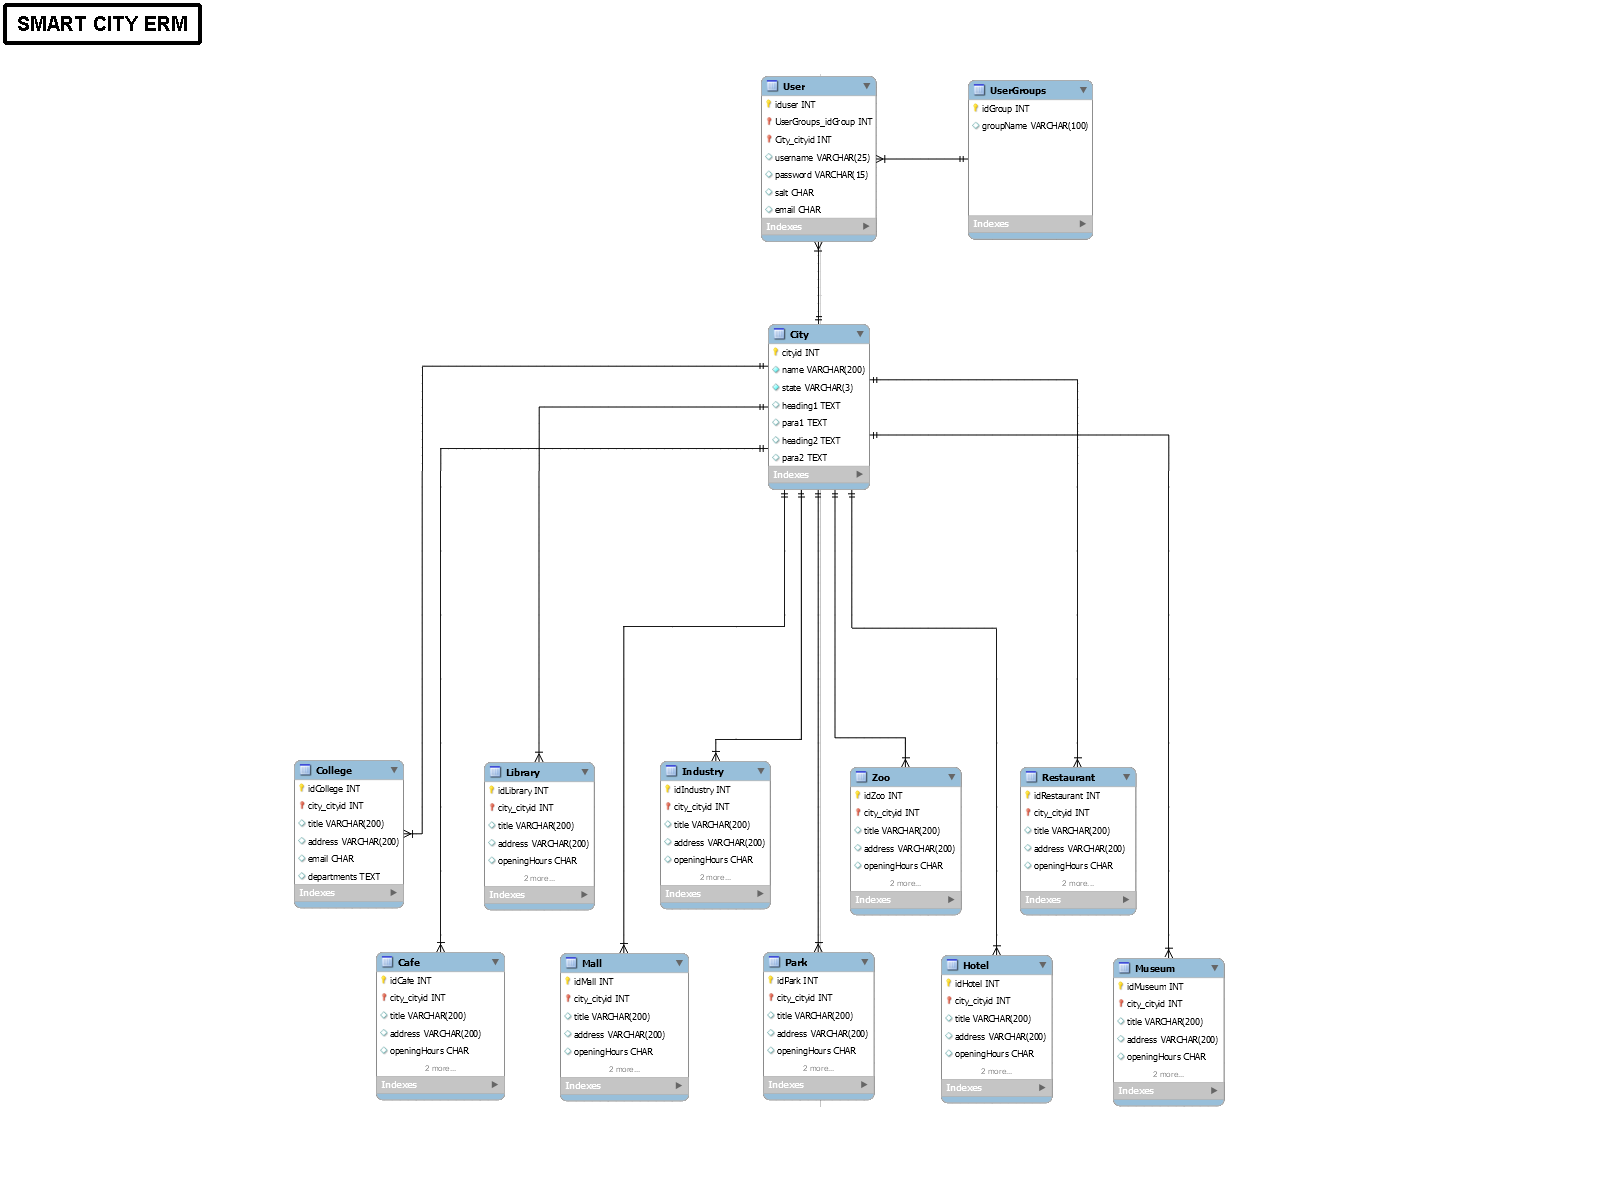 SMART CITY ERM
User
iduser INT
UserGroups_idGroup INT
City_cityid INT
username VARCHAR(25)
password VARCHAR(15)
salt CHAR
email CHAR
Indexes
UserGroups
idGroup INT
groupName VARCHAR(100)
Indexes
City
cityid INT
name VARCHAR(200)
state VARCHAR(3)
heading1 TEXT
para1 TEXT
heading2 TEXT
para2 TEXT
Indexes
College
idCollege INT
city_cityid INT
title VARCHAR(200)
address VARCHAR(200)
email CHAR
departments TEXT
Indexes
Library
idLibrary INT
city_cityid INT
title VARCHAR(200)
address VARCHAR(200)
openingHours CHAR
2 more...
Indexes
Industry
idIndustry INT
city_cityid INT
title VARCHAR(200)
address VARCHAR(200)
openingHours CHAR
2 more...
Indexes
Zoo
idZoo INT
city_cityid INT
title VARCHAR(200)
address VARCHAR(200)
openingHours CHAR
2 more...
Indexes
Restaurant
idRestaurant INT
city_cityid INT
title VARCHAR(200)
address VARCHAR(200)
openingHours CHAR
2 more...
Indexes
Cafe
idCafe INT
city_cityid INT
title VARCHAR(200)
address VARCHAR(200)
openingHours CHAR
2 more...
Indexes
Mall
idMall INT
city_cityid INT
title VARCHAR(200)
address VARCHAR(200)
openingHours CHAR
2 more...
Indexes
Park
idPark INT
city_cityid INT
title VARCHAR(200)
address VARCHAR(200)
openingHours CHAR
2 more...
Indexes
Hotel
idHotel INT
city_cityid INT
title VARCHAR(200)
address VARCHAR(200)
openingHours CHAR
2 more...
Indexes
Museum
idMuseum INT
city_cityid INT
title VARCHAR(200)
address VARCHAR(200)
openingHours CHAR
2 more...
Indexes